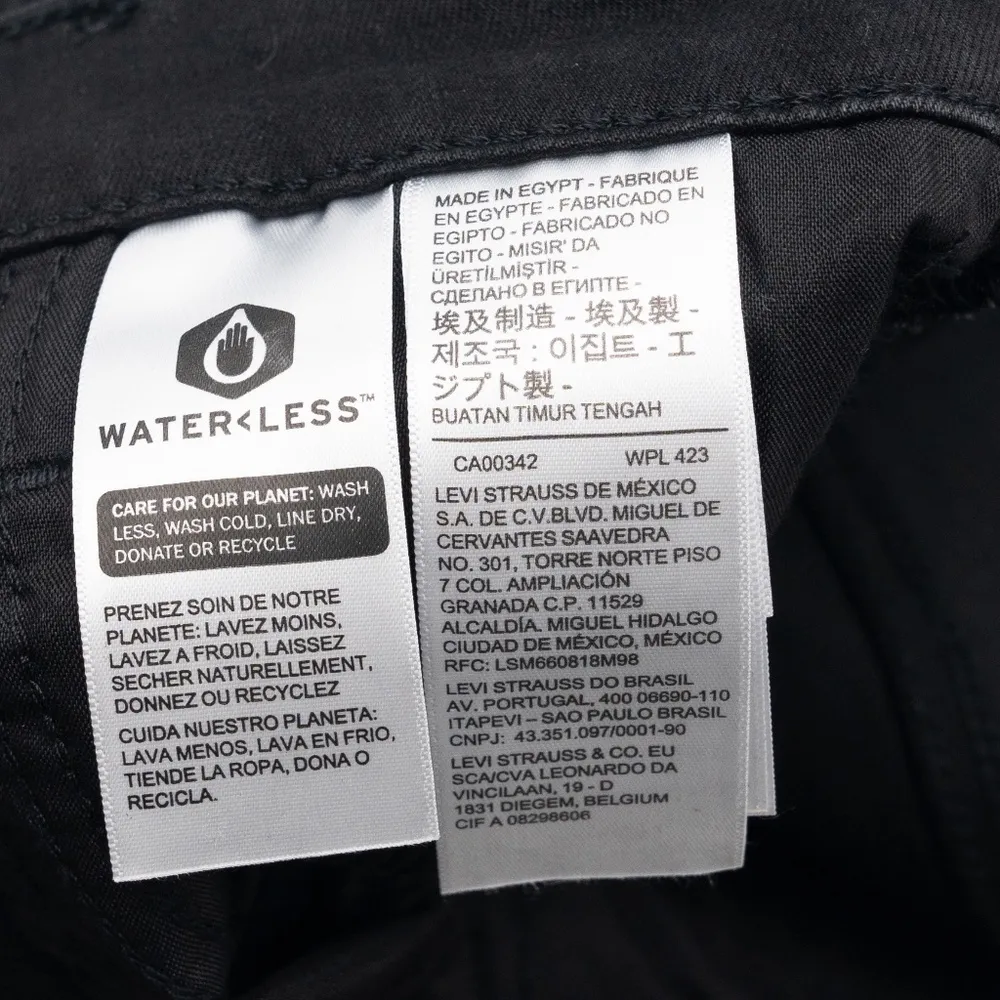 WATER<LESS™
CARE FOR OUR PLANET: WASH
LESS, WASH COLD, LINE DRY,
DONATE OR RECYCLE
PRENEZ SOIN DE NOTRE
PLANETE: LAVEZ MOINS,
LAVEZ A FROID, LAISSEZ
SECHER NATURELLEMENT,
DONNEZ OU RECYCLEZ
CUIDA NUESTRO PLANETA:
LAVA MENOS, LAVA EN FRIO,
TIENDE LA ROPA, DONA O
RECICLA.
MADE IN EGYPT - FABRIQUE
EN EGYPTE - FABRICADO EN
EGIPTO - FABRICADO NO
EGITO - MISIR' DA
ÜRETİLMİŞTİR -
СДЕЛАНО В ЕГИПТЕ -
埃及制造 - 埃及製 -
제조국 : 이집트 - エ
ジプト製 -
BUATAN TIMUR TENGAH
CA00342 WPL 423
LEVI STRAUSS DE MÉXICO
S.A. DE C.V.BLVD. MIGUEL DE
CERVANTES SAAVEDRA
NO. 301, TORRE NORTE PISO
7 COL. AMPLIACIÓN
GRANADA C.P. 11529
ALCALDÍA. MIGUEL HIDALGO
CIUDAD DE MÉXICO, MÉXICO
RFC: LSM660818M98
LEVI STRAUSS DO BRASIL
AV. PORTUGAL, 400 06690-110
ITAPEVI – SAO PAULO BRASIL
CNPJ: 43.351.097/0001-90
LEVI STRAUSS & CO. EU
SCA/CVA LEONARDO DA
VINCILAAN, 19 - D
1831 DIEGEM, BELGIUM
CIF A 08298606